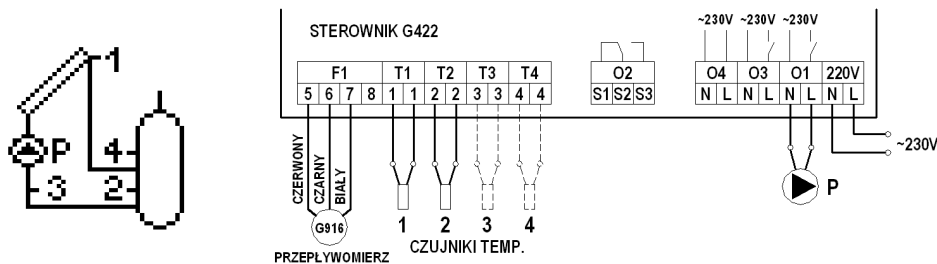 1
P
4
3
2
STEROWNIK G422
~230V ~230V ~230V
F1 T1 T2 T3 T4 O2 O4 O3 O1 220V
5 6 7 8 1 1 2 2 3 3 4 4 S1 S2 S3 N L N L N L N L
~230V
CZERWONY
CZARNY
BIAŁY
G916
1 2 3 4
P
CZUJNIKI TEMP.
PRZEPŁYWOMIERZ